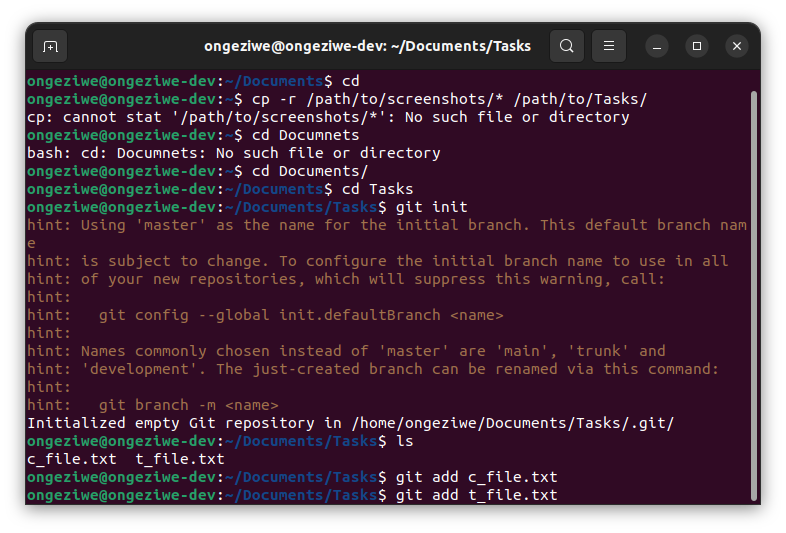 ongeziwe@ongeziwe-dev: ~/Documents/Tasks
ongeziwe@ongeziwe-dev:~/Documents$ cd
ongeziwe@ongeziwe-dev:~$ cp -r /path/to/screenshots/* /path/to/Tasks/
cp: cannot stat '/path/to/screenshots/*': No such file or directory
ongeziwe@ongeziwe-dev:~$ cd Documnets
bash: cd: Documnets: No such file or directory
ongeziwe@ongeziwe-dev:~$ cd Documents/
ongeziwe@ongeziwe-dev:~/Documents$ cd Tasks
ongeziwe@ongeziwe-dev:~/Documents/Tasks$ git init
hint: Using 'master' as the name for the initial branch. This default branch nam
e
hint: is subject to change. To configure the initial branch name to use in all
hint: of your new repositories, which will suppress this warning, call:
hint:
hint:   git config --global init.defaultBranch <name>
hint:
hint: Names commonly chosen instead of 'master' are 'main', 'trunk' and
hint: 'development'. The just-created branch can be renamed via this command:
hint:
hint:   git branch -m <name>
Initialized empty Git repository in /home/ongeziwe/Documents/Tasks/.git/
ongeziwe@ongeziwe-dev:~/Documents/Tasks$ ls
c_file.txt  t_file.txt
ongeziwe@ongeziwe-dev:~/Documents/Tasks$ git add c_file.txt
ongeziwe@ongeziwe-dev:~/Documents/Tasks$ git add t_file.txt